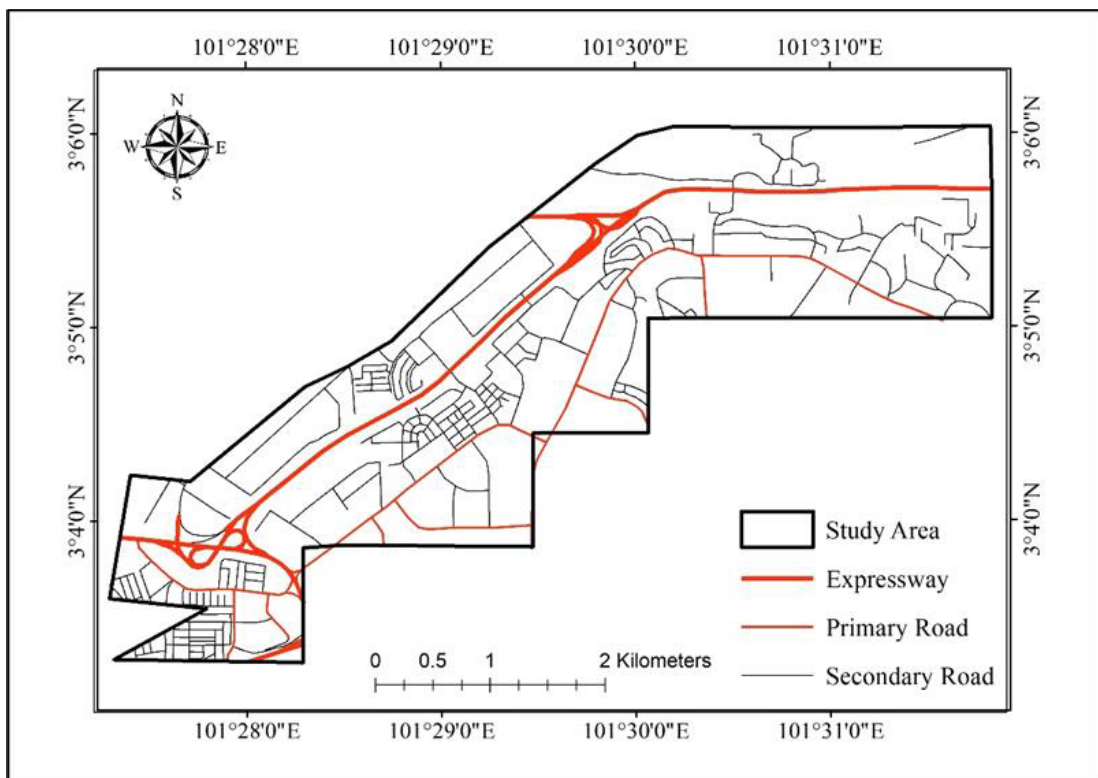 101°28'0"E 101°29'0"E 101°30'0"E 101°31'0"E
N
W E
S
3°6'0"N 3°6'0"N
3°5'0"N 3°5'0"N
3°4'0"N 3°4'0"N
Study Area
Expressway
Primary Road
Secondary Road
0 0.5 1 2 Kilometers
101°28'0"E 101°29'0"E 101°30'0"E 101°31'0"E